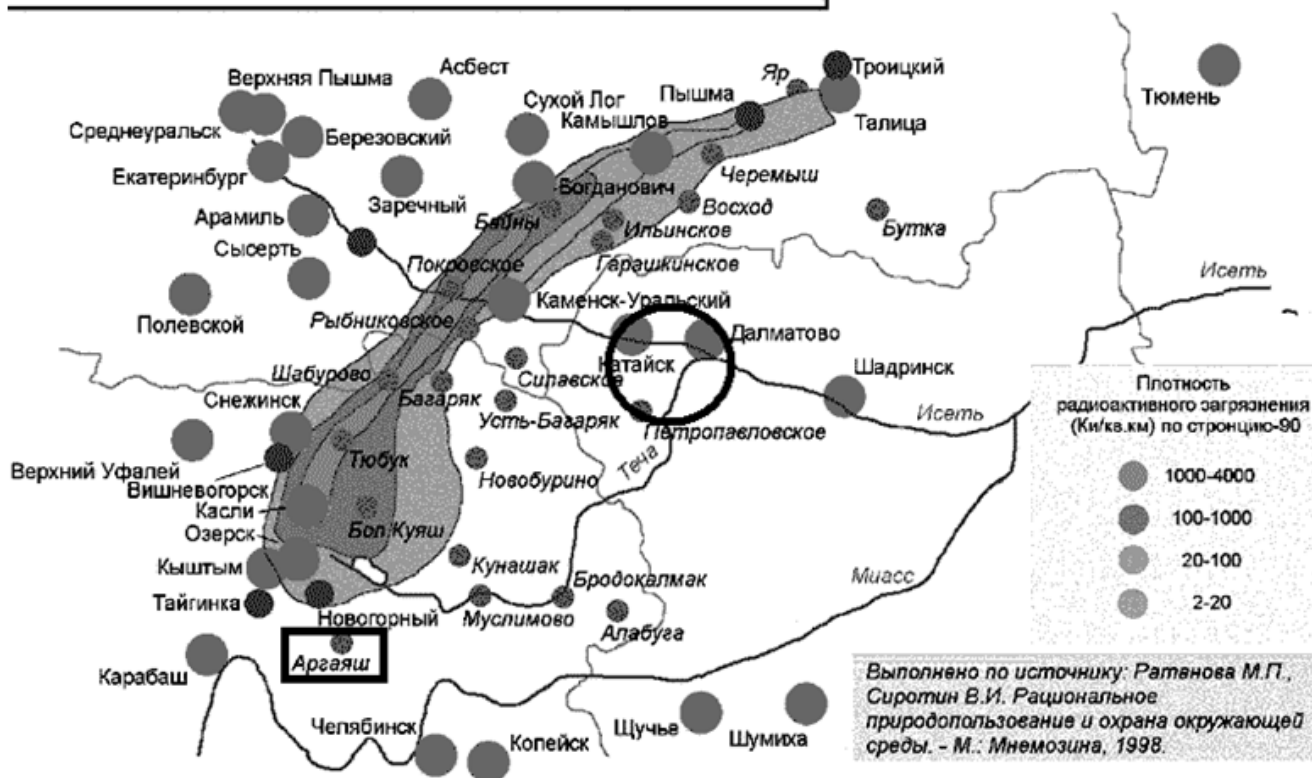 Асбест
Верхняя Пышма
Яр
Троицкий
Пышма
Тюмень
Сухой Лог
Камышлов
Среднеуральск
Березовский
Талица
Екатеринбург
Черемыш
Богданович
Заречный
Восход
Арамиль
Байны
Ильинское
Бутка
Сысерть
Гарашкинское
Покровское
Исеть
Каменск-Уральский
Полевской
Рыбниковское
Далматово
Катайск
Шабурово
Сипавское
Шадринск
Снежинск
Багаряк
Усть-Багаряк
Исеть
Петропавловское
Верхний Уфалей
Тюбук
Теча
Вишневогорск
Новобурино
Касли
Бол.Куяш
Озерск
Кыштым
Кунашак
Бродокалмак
Миасс
Тайгинка
Новогорный
Муслимово
Алабуга
Аргаяш
Карабаш
Челябинск
Копейск
Щучье
Шумиха
Плотность
радиоактивного загрязнения
(Ки/кв.км) по стронцию-90
1000-4000
100-1000
20-100
2-20
Выполнено по источнику: Ратанова М.П.,
Сиротин В.И. Рациональное
природопользование и охрана окружающей
среды. - М.: Мнемозина, 1998.